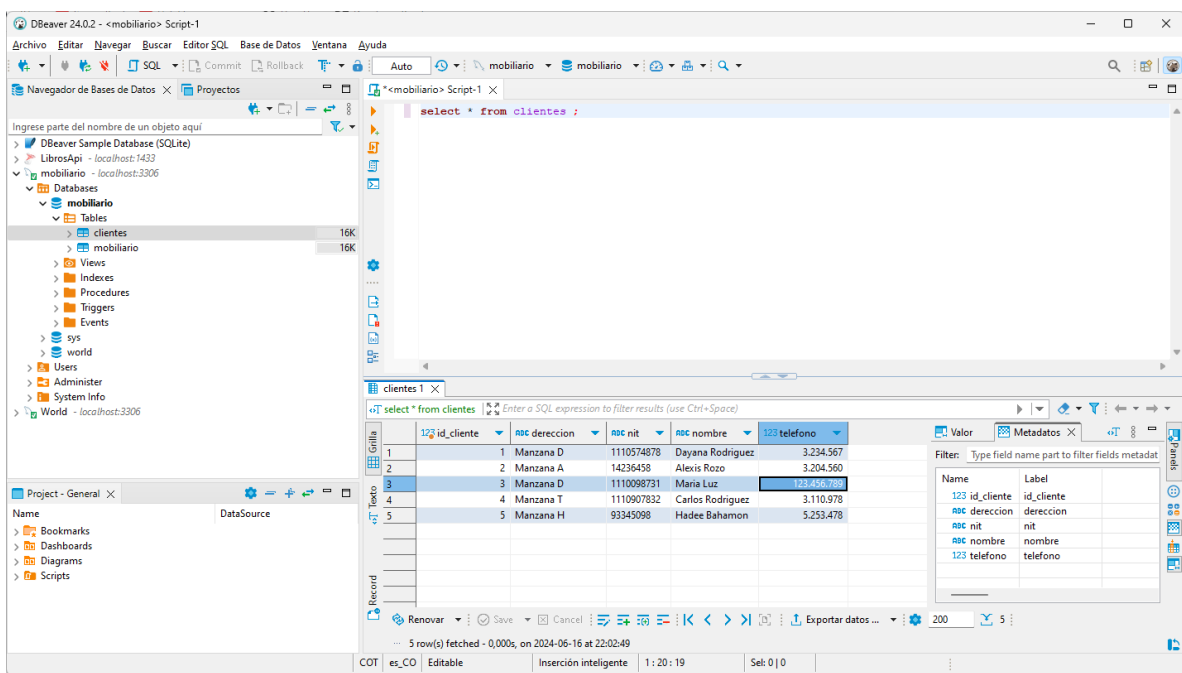 DBeaver 24.0.2 - <mobiliario> Script-1
Archivo Editar Navegar Buscar Editor SQL Base de Datos Ventana Ayuda
SQL Commit Rollback Auto mobiliario mobiliario
Navegador de Bases de Datos Proyectos
Ingrese parte del nombre de un objeto aquí
DBeaver Sample Database (SQLite)
LibrosApi - localhost:1433
mobiliario - localhost:3306
Databases
mobiliario
Tables
clientes 16K
mobiliario 16K
Views
Indexes
Procedures
Triggers
Events
sys
world
Users
Administer
System Info
World - localhost:3306
Project - General
Name DataSource
Bookmarks
Dashboards
Diagrams
Scripts
*<mobiliario> Script-1
select * from clientes ;
clientes 1
select * from clientes Enter a SQL expression to filter results (use Ctrl+Space)
Grilla
Texto
Record
123 id_cliente ABC dereccion ABC nit ABC nombre 123 telefono
1 1 Manzana D 1110574878 Dayana Rodriguez 3.234.567
2 2 Manzana A 14236458 Alexis Rozo 3.204.560
3 3 Manzana D 1110098731 Maria Luz 123.456.789
4 4 Manzana T 1110907832 Carlos Rodriguez 3.110.978
5 5 Manzana H 93345098 Hadee Bahamon 5.253.478
Valor Metadatos
Filter: Type field name part to filter fields metadat
Name Label
123 id_cliente id_cliente
ABC dereccion dereccion
ABC nit nit
ABC nombre nombre
123 telefono telefono
Panels
Renovar Save Cancel Exportar datos ... 200 5
5 row(s) fetched - 0,000s, on 2024-06-16 at 22:02:49
COT es_CO Editable Inserción inteligente 1 : 20 : 19 Sel: 0 | 0